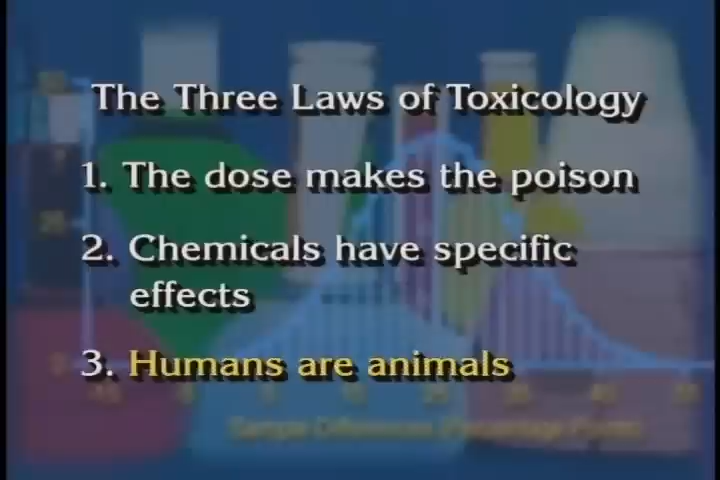 The Three Laws of Toxicology
1. The dose makes the poison
2. Chemicals have specific
effects
3. Humans are animals